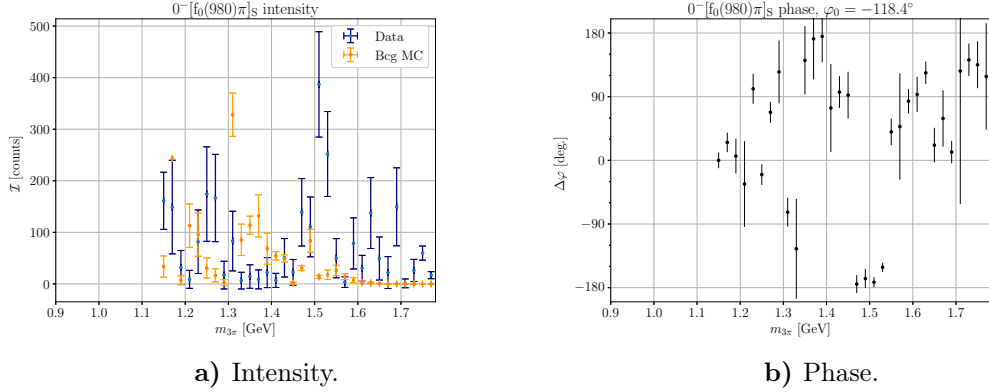 0⁻[f₀(980)π]S intensity
500
400
300
200
100
0
I [counts]
Data
Bcg MC
0.9 1.0 1.1 1.2 1.3 1.4 1.5 1.6 1.7
m3π [GeV]
a) Intensity.
0⁻[f₀(980)π]S phase, φ₀ = −118.4°
180
90
0
−90
−180
Δφ [deg.]
0.9 1.0 1.1 1.2 1.3 1.4 1.5 1.6 1.7
m3π [GeV]
b) Phase.